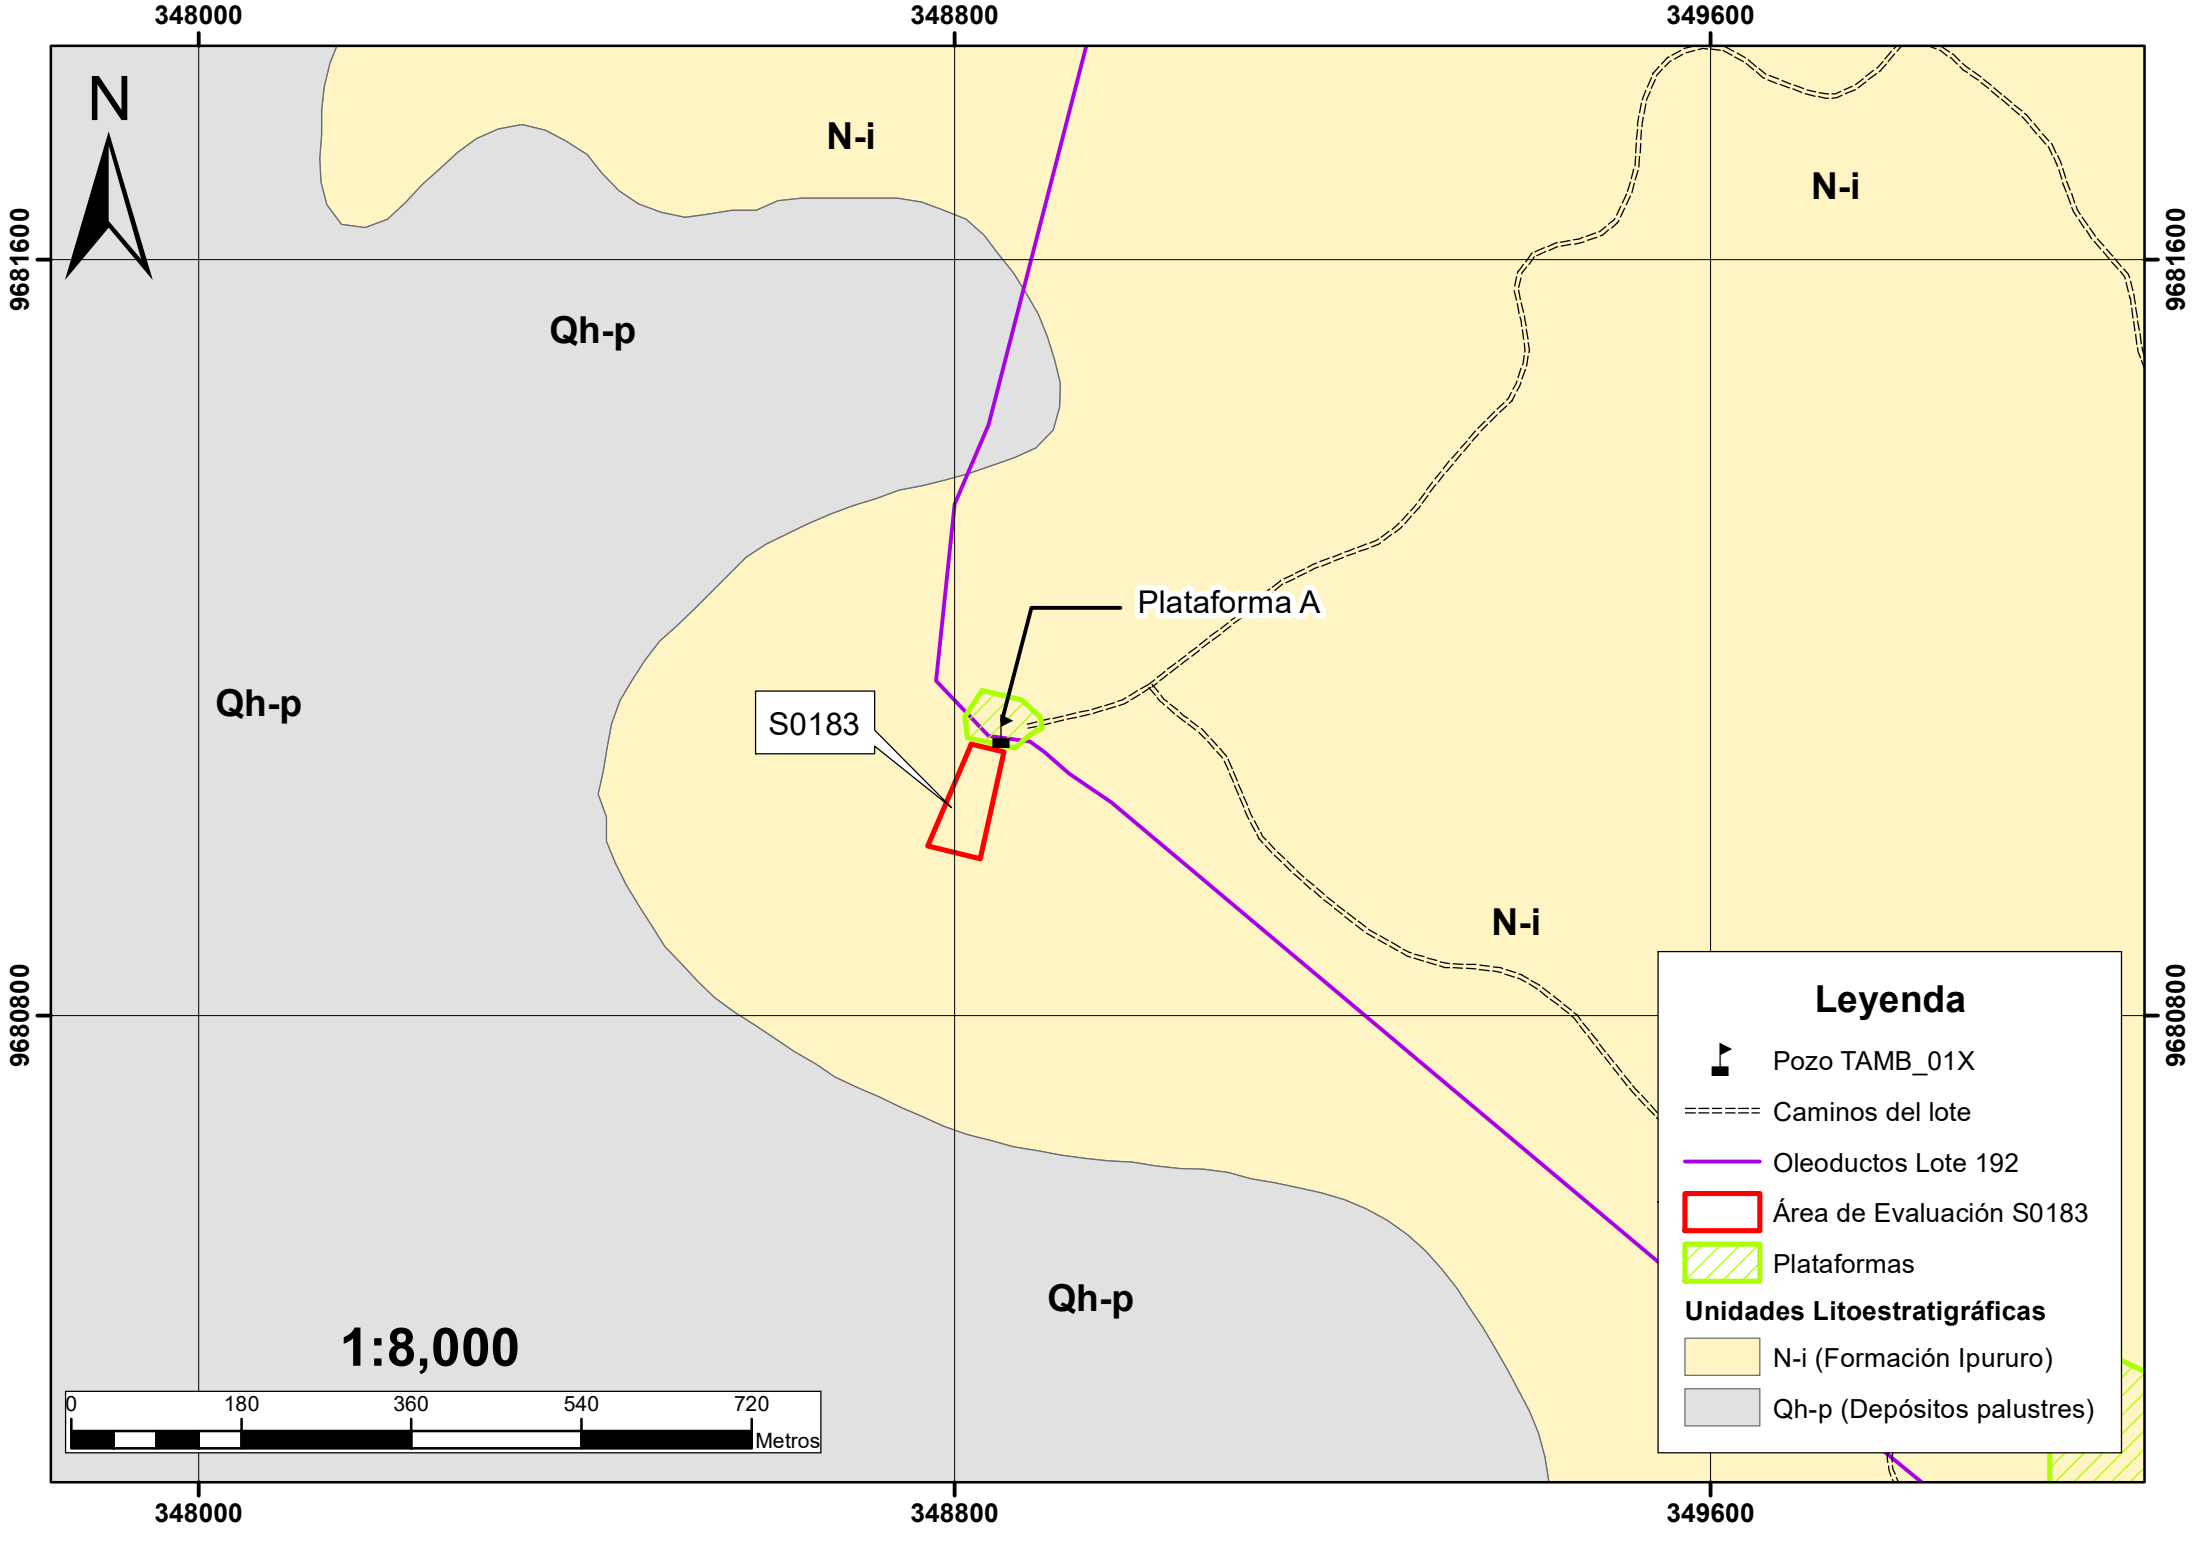 348000 348800 349600
N
N-i
N-i
9681600
9681600
Qh-p
Plataforma A
Qh-p
S0183
N-i
9680800
9680800
Leyenda
Pozo TAMB_01X
Caminos del lote
Oleoductos Lote 192
Área de Evaluación S0183
Plataformas
Unidades Litoestratigráficas
N-i (Formación Ipururo)
Qh-p (Depósitos palustres)
Qh-p
1:8,000
0 180 360 540 720
Metros
348000 348800 349600